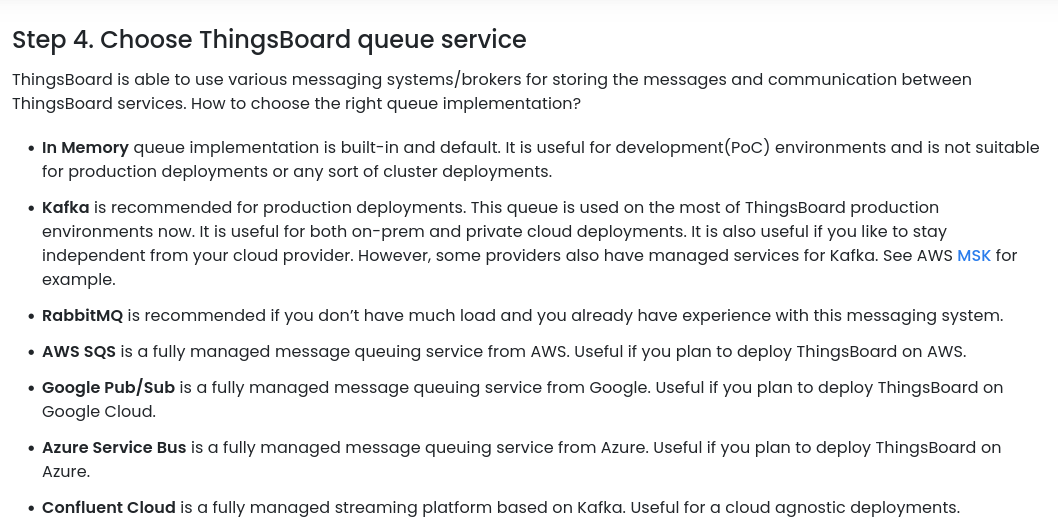 Step 4. Choose ThingsBoard queue service
ThingsBoard is able to use various messaging systems/brokers for storing the messages and communication between
ThingsBoard services. How to choose the right queue implementation?
• In Memory queue implementation is built-in and default. It is useful for development(PoC) environments and is not suitable
for production deployments or any sort of cluster deployments.
• Kafka is recommended for production deployments. This queue is used on the most of ThingsBoard production
environments now. It is useful for both on-prem and private cloud deployments. It is also useful if you like to stay
independent from your cloud provider. However, some providers also have managed services for Kafka. See AWS MSK for
example.
• RabbitMQ is recommended if you don’t have much load and you already have experience with this messaging system.
• AWS SQS is a fully managed message queuing service from AWS. Useful if you plan to deploy ThingsBoard on AWS.
• Google Pub/Sub is a fully managed message queuing service from Google. Useful if you plan to deploy ThingsBoard on
Google Cloud.
• Azure Service Bus is a fully managed message queuing service from Azure. Useful if you plan to deploy ThingsBoard on
Azure.
• Confluent Cloud is a fully managed streaming platform based on Kafka. Useful for a cloud agnostic deployments.